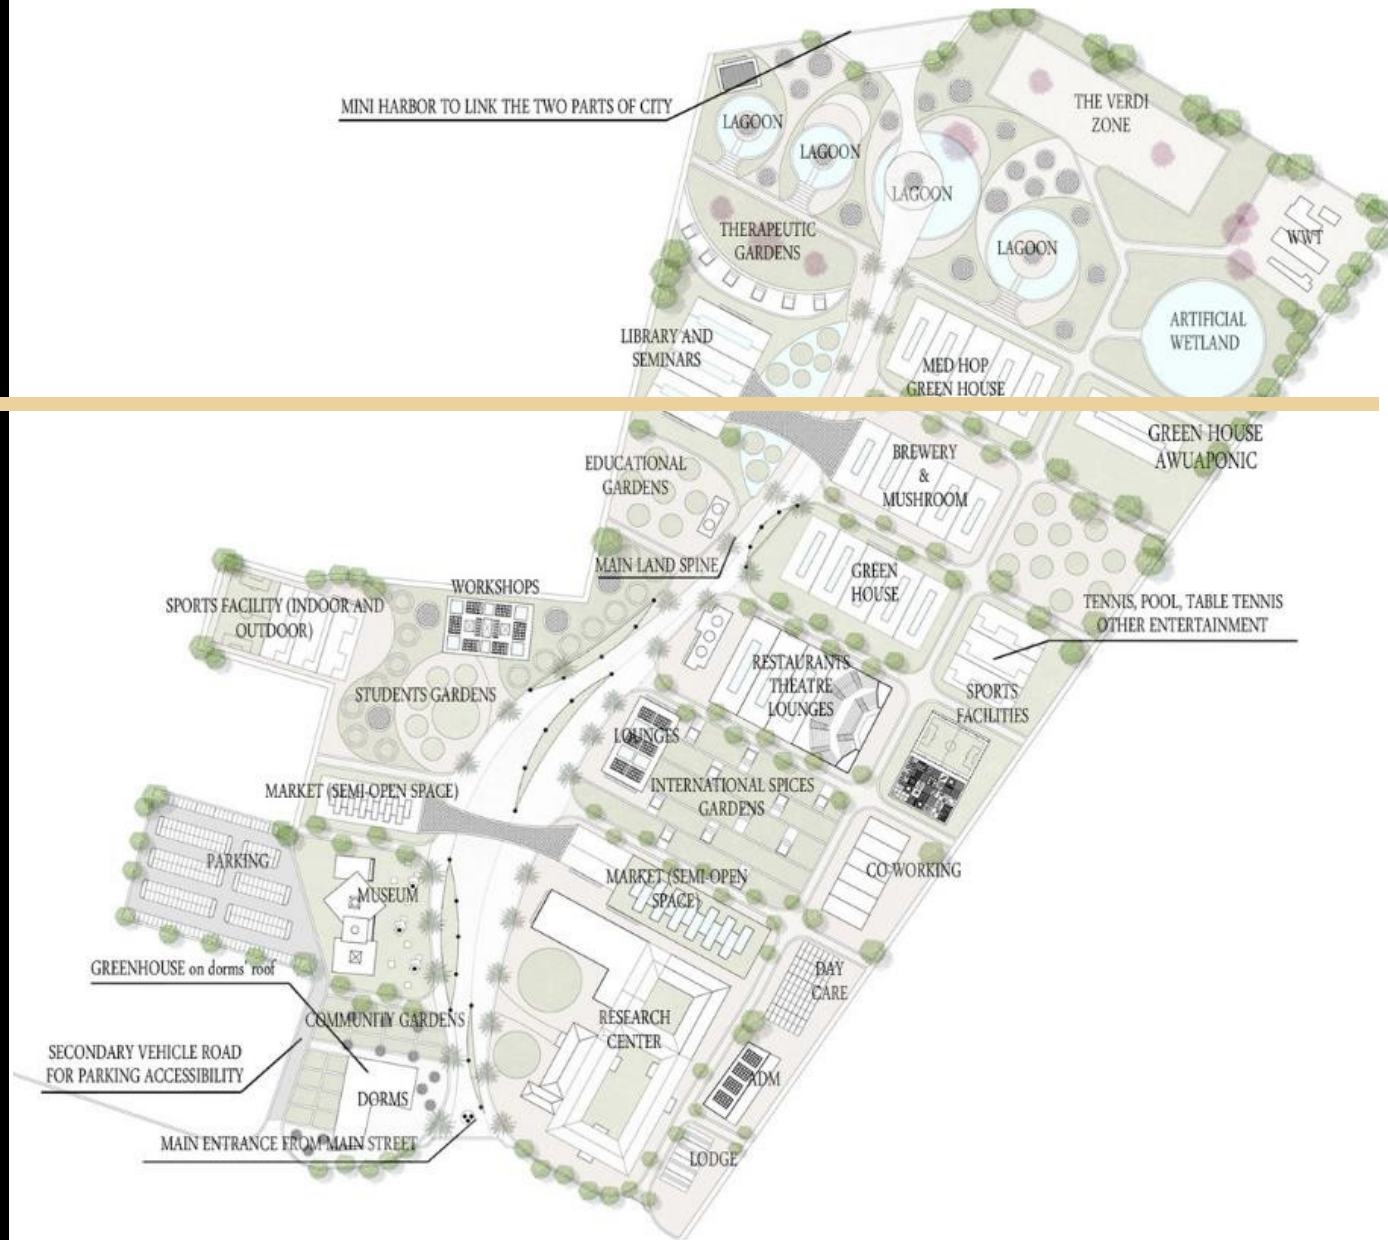 MINI HARBOR TO LINK THE TWO PARTS OF CITY
THE VERDI
ZONE
LAGOON
LAGOON
LAGOON
LAGOON
THERAPEUTIC
GARDENS
WWT
ARTIFICIAL
WETLAND
LIBRARY AND
SEMINARS
MED HOP
GREEN HOUSE
GREEN HOUSE
AWUAPONIC
BREWERY
&
MUSHROOM
EDUCATIONAL
GARDENS
MAIN LAND SPINE
GREEN
HOUSE
WORKSHOPS
SPORTS FACILITY (INDOOR AND
OUTDOOR)
TENNIS, POOL, TABLE TENNIS
OTHER ENTERTAINMENT
RESTAURANTS
THEATRE
LOUNGES
STUDENTS GARDENS
SPORTS
FACILITIES
LOUNGES
INTERNATIONAL SPICES
GARDENS
MARKET (SEMI-OPEN SPACE)
PARKING
MUSEUM
MARKET (SEMI-OPEN
SPACE)
CO-WORKING
GREENHOUSE on dorms' roof
DAY
CARE
COMMUNITY GARDENS
RESEARCH
CENTER
SECONDARY VEHICLE ROAD
FOR PARKING ACCESSIBILITY
ADM
DORMS
MAIN ENTRANCE FROM MAIN STREET
LODGE